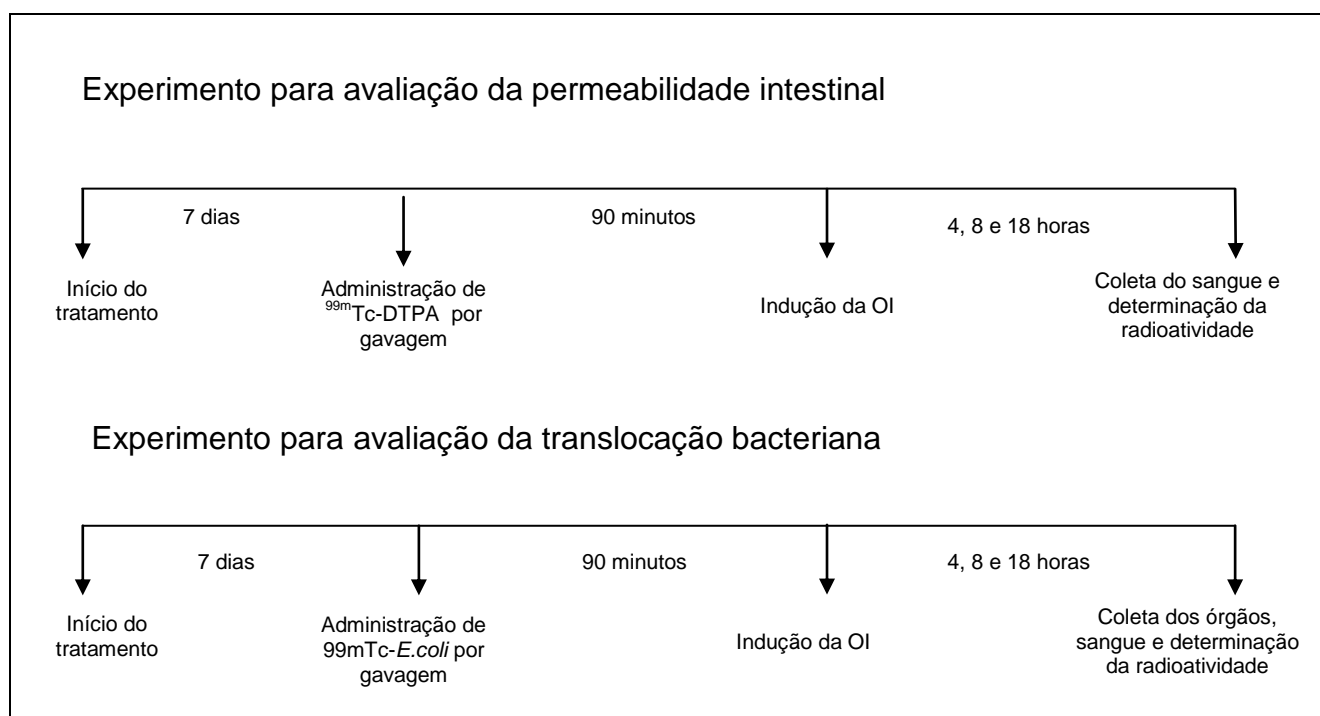 Experimento para avaliação da permeabilidade intestinal
7 dias
90 minutos
4, 8 e 18 horas
Início do
tratamento
Administração de
99mTc-DTPA por
gavagem
Indução da OI
Coleta do sangue e
determinação da
radioatividade
Experimento para avaliação da translocação bacteriana
7 dias
90 minutos
4, 8 e 18 horas
Início do
tratamento
Administração de
99mTc-E.coli por
gavagem
Indução da OI
Coleta dos órgãos,
sangue e determinação
da radioatividade